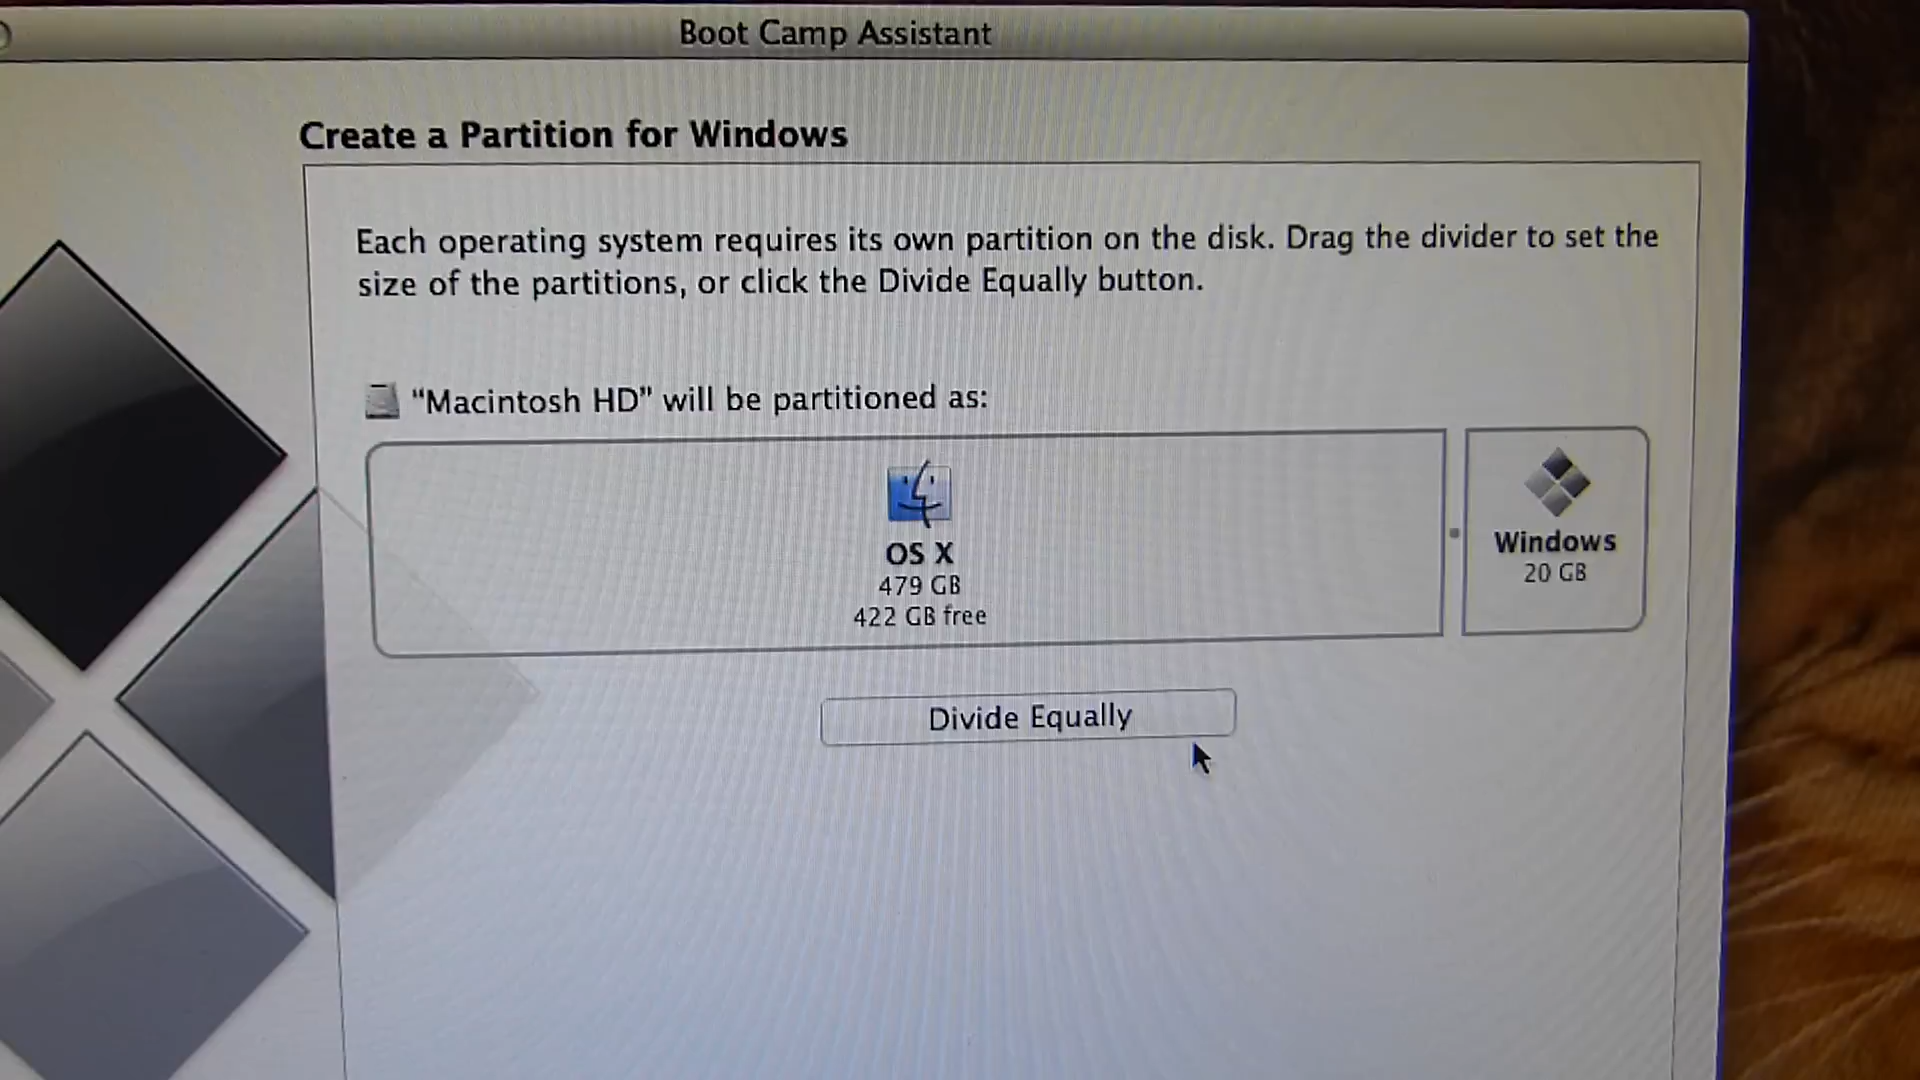 Boot Camp Assistant
Create a Partition for Windows
Each operating system requires its own partition on the disk. Drag the divider to set the
size of the partitions, or click the Divide Equally button.
“Macintosh HD” will be partitioned as:
OS X
479 GB
422 GB free
Windows
20 GB
Divide Equally